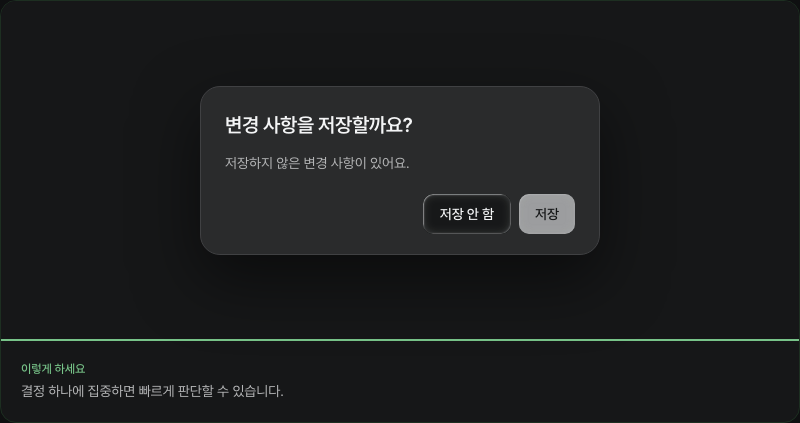 변경 사항을 저장할까요?
저장하지 않은 변경 사항이 있어요.
저장 안 함
저장
이렇게 하세요
결정 하나에 집중하면 빠르게 판단할 수 있습니다.